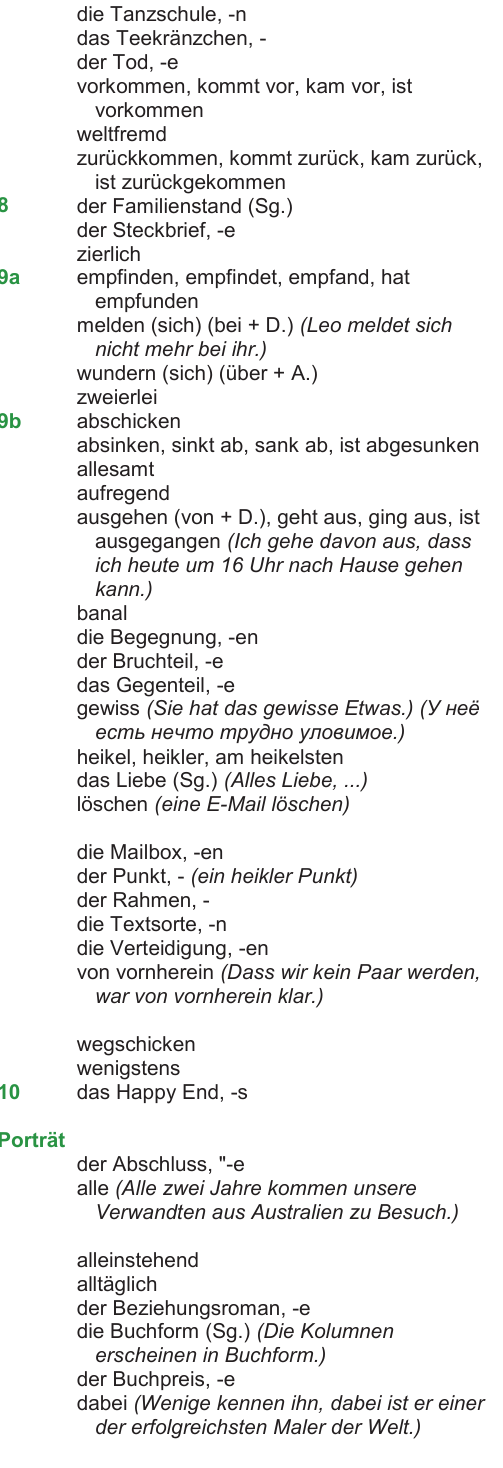 die Tanzschule, -n
das Teekränzchen, -
der Tod, -e
vorkommen, kommt vor, kam vor, ist
vorkommen
weltfremd
zurückkommen, kommt zurück, kam zurück,
ist zurückgekommen
8 der Familienstand (Sg.)
der Steckbrief, -e
zierlich
9a empfinden, empfindet, empfand, hat
empfunden
melden (sich) (bei + D.) (Leo meldet sich
nicht mehr bei ihr.)
wundern (sich) (über + A.)
zweierlei
9b abschicken
absinken, sinkt ab, sank ab, ist abgesunken
allesamt
aufregend
ausgehen (von + D.), geht aus, ging aus, ist
ausgegangen (Ich gehe davon aus, dass
ich heute um 16 Uhr nach Hause gehen
kann.)
banal
die Begegnung, -en
der Bruchteil, -e
das Gegenteil, -e
gewiss (Sie hat das gewisse Etwas.) (У неё
есть нечто трудно уловимое.)
heikel, heikler, am heikelsten
das Liebe (Sg.) (Alles Liebe, ...)
löschen (eine E-Mail löschen)
die Mailbox, -en
der Punkt, - (ein heikler Punkt)
der Rahmen, -
die Textsorte, -n
die Verteidigung, -en
von vornherein (Dass wir kein Paar werden,
war von vornherein klar.)
wegschicken
wenigstens
10 das Happy End, -s
Porträt
der Abschluss, "-e
alle (Alle zwei Jahre kommen unsere
Verwandten aus Australien zu Besuch.)
alleinstehend
alltäglich
der Beziehungsroman, -e
die Buchform (Sg.) (Die Kolumnen
erscheinen in Buchform.)
der Buchpreis, -e
dabei (Wenige kennen ihn, dabei ist er einer
der erfolgreichsten Maler der Welt.)